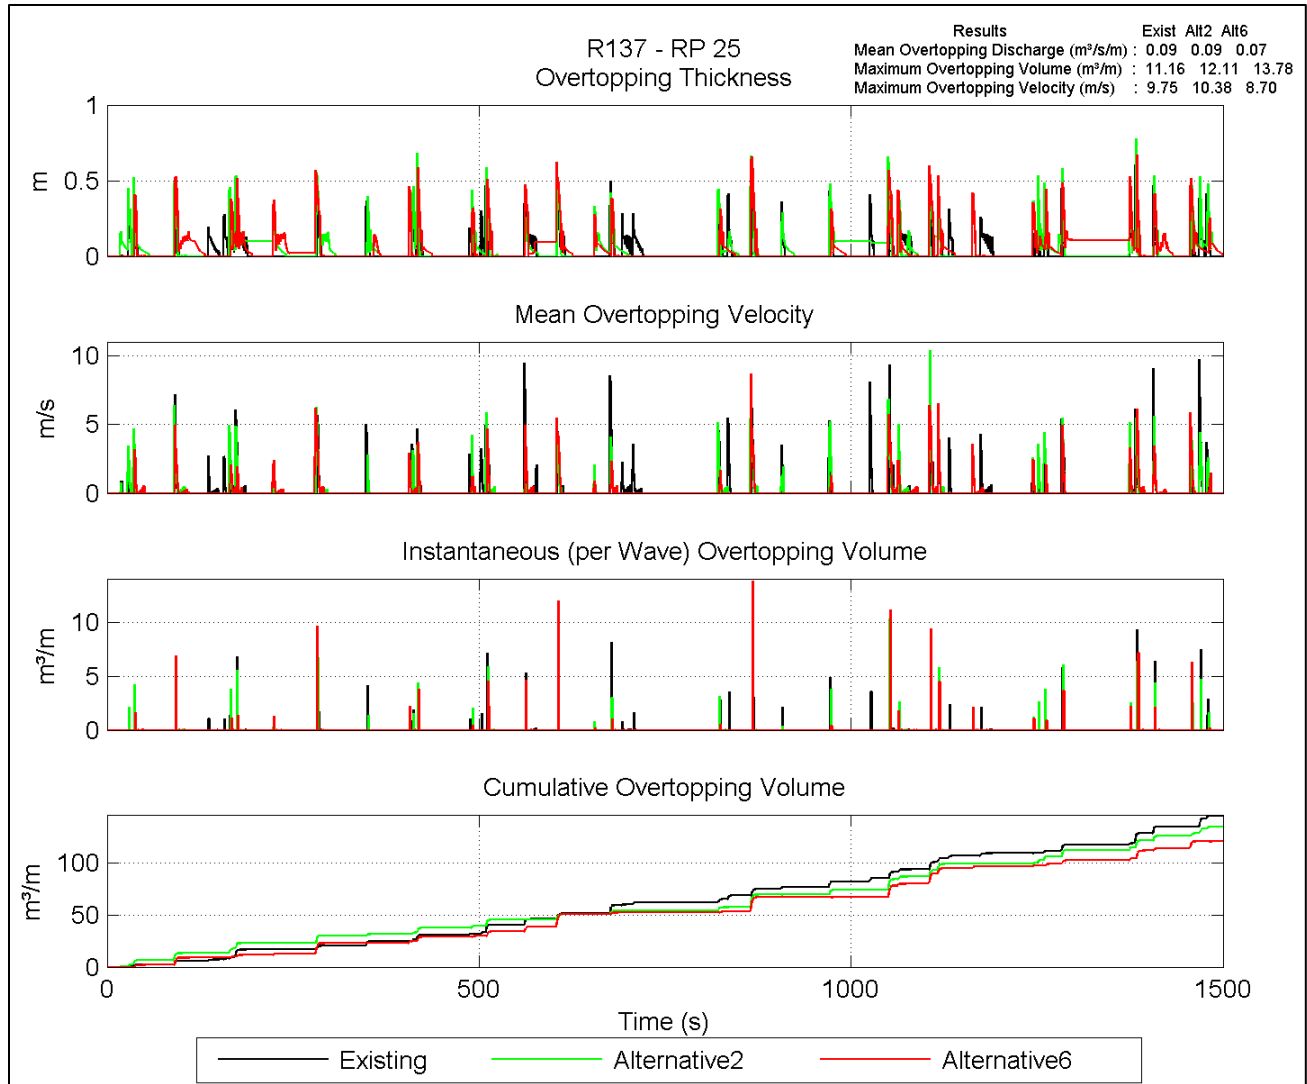 R137 - RP 25
Overtopping Thickness
Results Exist Alt2 Alt6
Mean Overtopping Discharge (m³/s/m) : 0.09 0.09 0.07
Maximum Overtopping Volume (m³/m) : 11.16 12.11 13.78
Maximum Overtopping Velocity (m/s) : 9.75 10.38 8.70
1
0.5
0
m
Mean Overtopping Velocity
10
5
0
m/s
Instantaneous (per Wave) Overtopping Volume
10
5
0
m³/m
Cumulative Overtopping Volume
100
50
0
m³/m
0 500 1000 1500
Time (s)
Existing Alternative2 Alternative6